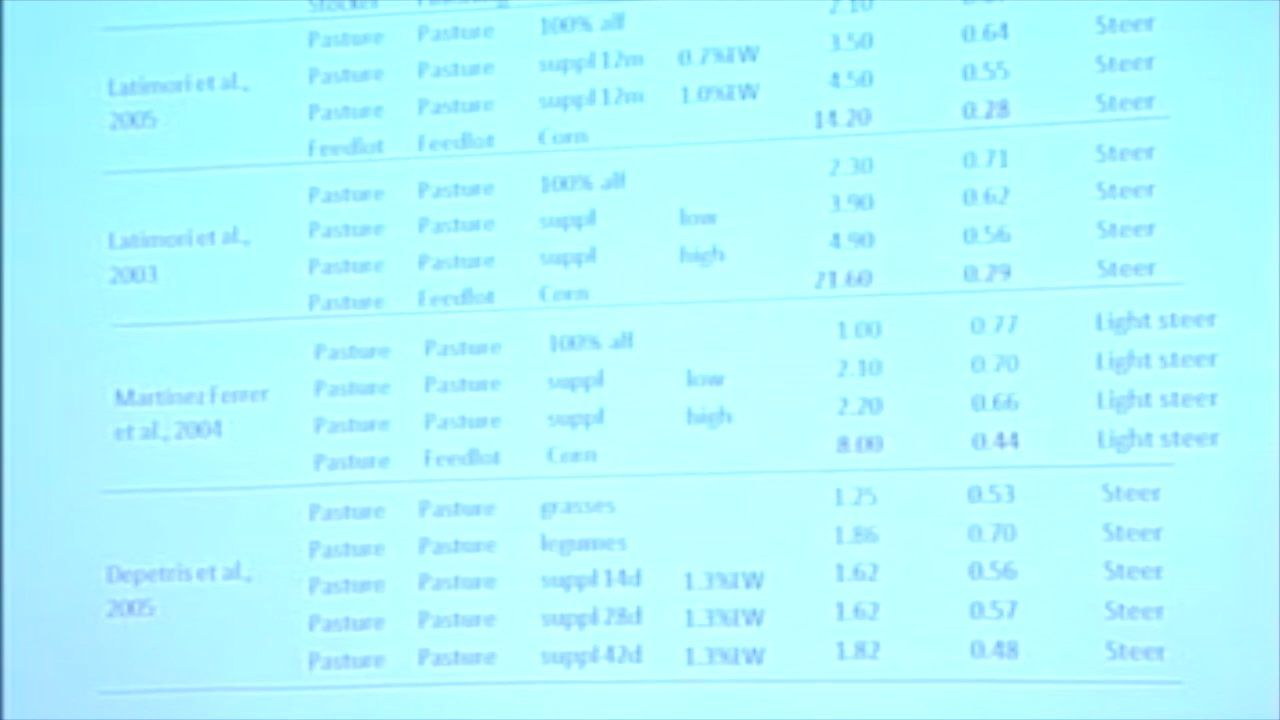 Stocker
Pasture Pasture 100% alf 2.10
Latimori et al., 2005 Pasture Pasture suppl 12m 0.7%LW 3.50 0.64 Steer
Pasture Pasture suppl 12m 1.0%LW 4.50 0.55 Steer
Feedlot Feedlot Corn 14.20 0.28 Steer
Pasture Pasture 100% alf 2.30 0.71 Steer
Latimori et al., 2003 Pasture Pasture suppl low 3.90 0.62 Steer
Pasture Pasture suppl high 4.90 0.56 Steer
Pasture Feedlot Corn 21.60 0.29 Steer
Pasture Pasture 100% alf 1.00 0.77 Light steer
Martínez Ferrer et al., 2004 Pasture Pasture suppl low 2.10 0.70 Light steer
Pasture Pasture suppl high 2.20 0.66 Light steer
Pasture Feedlot Corn 8.00 0.44 Light steer
Pasture Pasture grasses 1.25 0.53 Steer
Pasture Pasture legumes 1.86 0.70 Steer
Depetris et al., 2005 Pasture Pasture suppl 14d 1.3%LW 1.62 0.56 Steer
Pasture Pasture suppl 28d 1.3%LW 1.62 0.57 Steer
Pasture Pasture suppl 42d 1.3%LW 1.82 0.48 Steer